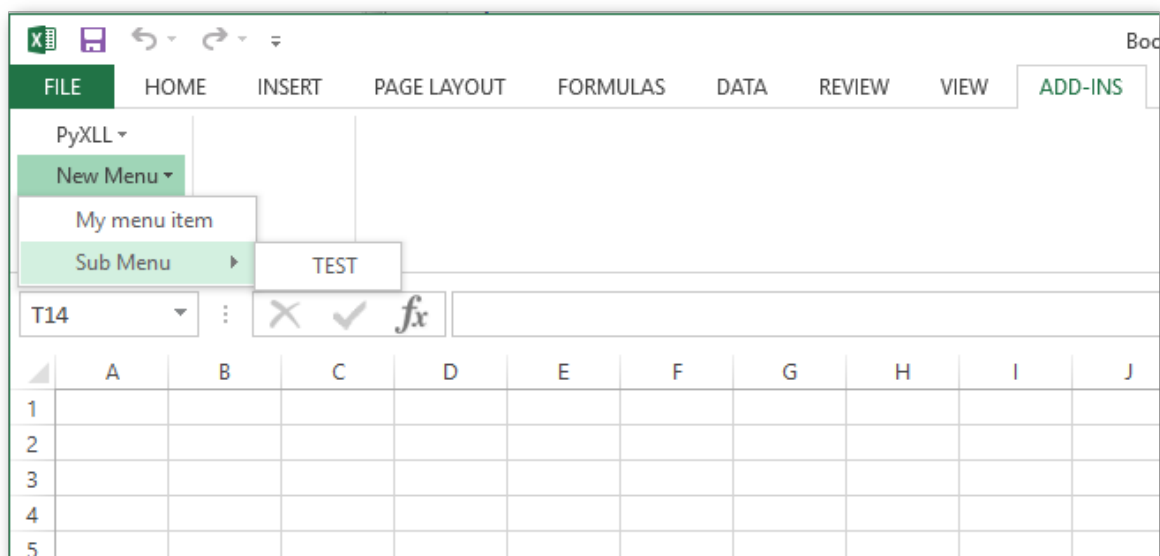 Boo
FILE HOME INSERT PAGE LAYOUT FORMULAS DATA REVIEW VIEW ADD-INS
PyXLL
New Menu
My menu item
Sub Menu TEST
T14 fx
A B C D E F G H I J
1
2
3
4
5